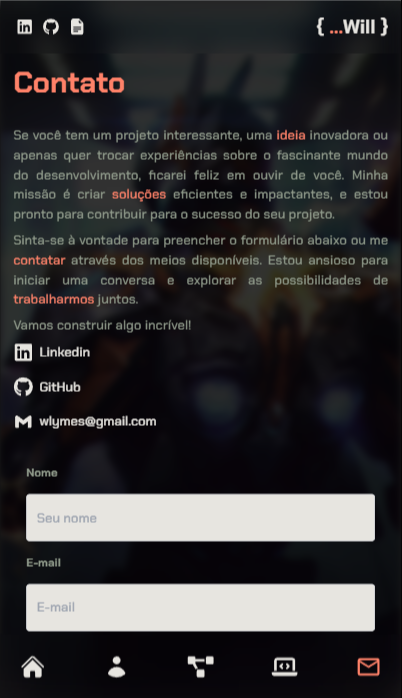 { ...Will }
Contato
Se você tem um projeto interessante, uma ideia inovadora ou
apenas quer trocar experiências sobre o fascinante mundo
do desenvolvimento, ficarei feliz em ouvir de você. Minha
missão é criar soluções eficientes e impactantes, e estou
pronto para contribuir para o sucesso do seu projeto.
Sinta-se à vontade para preencher o formulário abaixo ou me
contatar através dos meios disponíveis. Estou ansioso para
iniciar uma conversa e explorar as possibilidades de
trabalharmos juntos.
Vamos construir algo incrível!
Linkedin
GitHub
wlymes@gmail.com
Nome
Seu nome
E-mail
E-mail